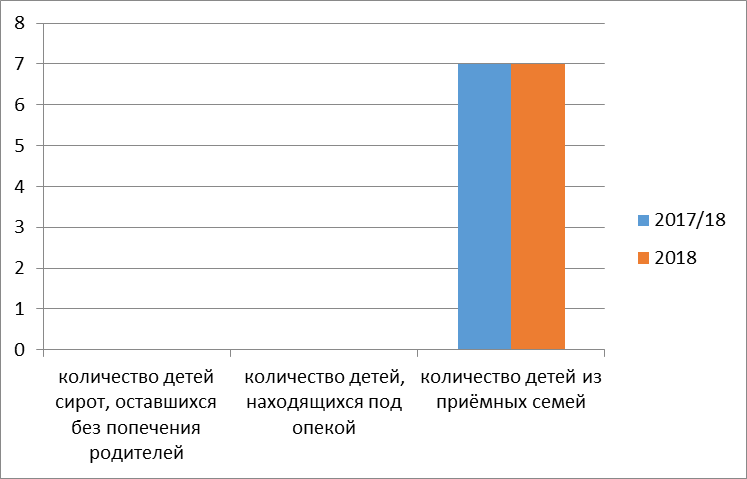 8
7
6
5
4
3
2
1
0
количество детей
сирот, оставшихся
без попечения
родителей
количество детей,
находящихся под
опекой
количество детей из
приёмных семей
2017/18
2018